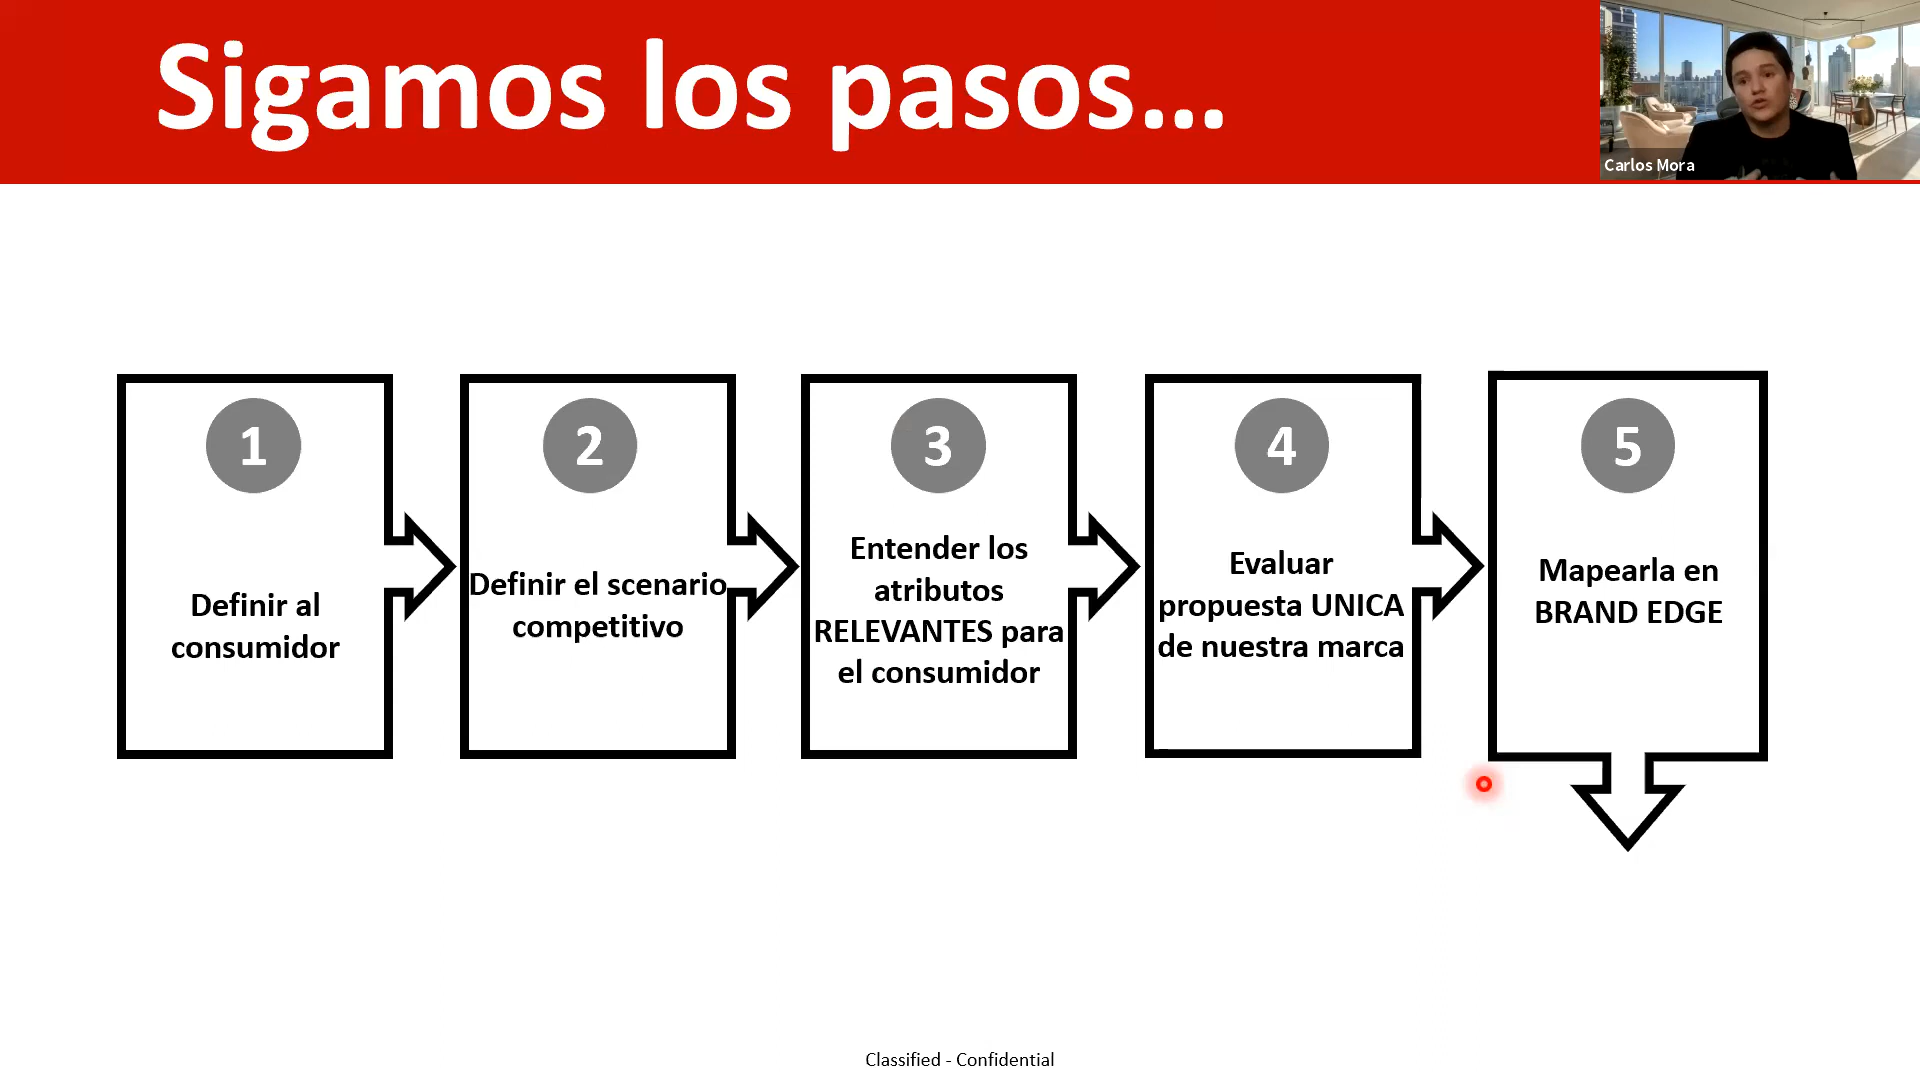 Sigamos los pasos...
Carlos Mora
1
Definir al
consumidor
2
Definir el scenario
competitivo
3
Entender los
atributos
RELEVANTES para
el consumidor
4
Evaluar
propuesta UNICA
de nuestra marca
5
Mapearla en
BRAND EDGE
Classified - Confidential